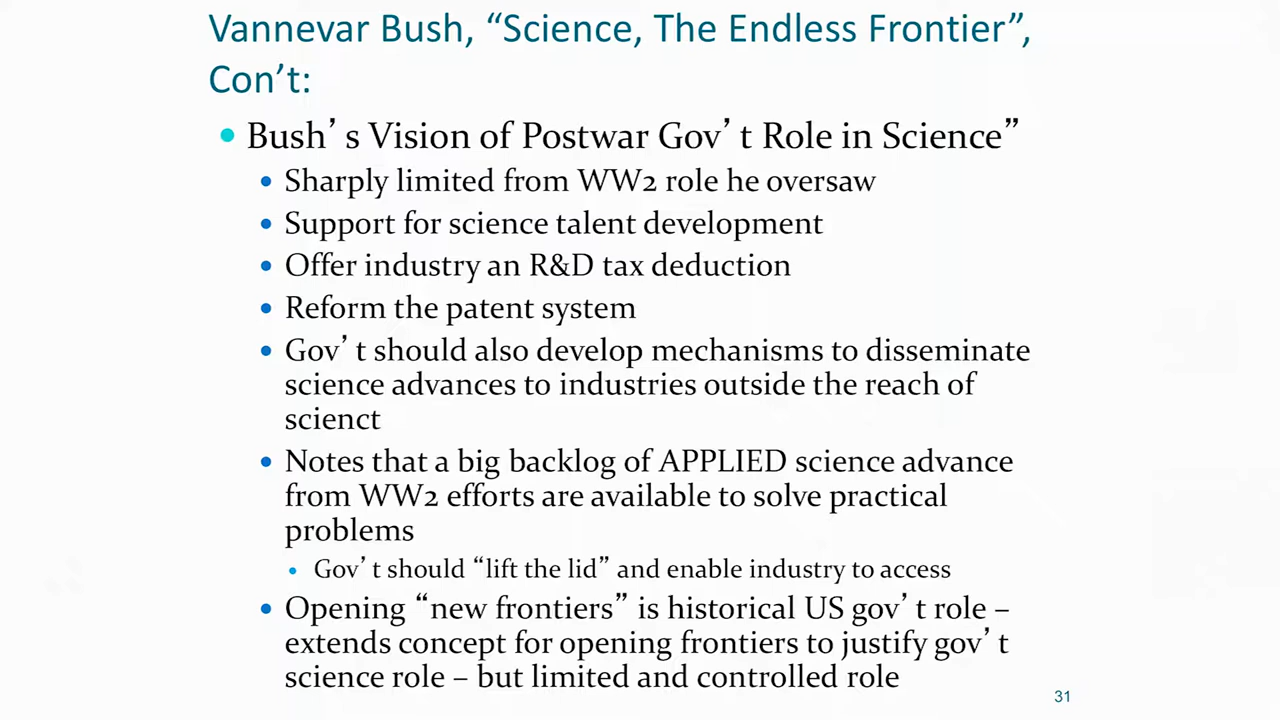 Vannevar Bush, “Science, The Endless Frontier”,
Con’t:
• Bush’s Vision of Postwar Gov’t Role in Science”
• Sharply limited from WW2 role he oversaw
• Support for science talent development
• Offer industry an R&D tax deduction
• Reform the patent system
• Gov’t should also develop mechanisms to disseminate
science advances to industries outside the reach of
scienct
• Notes that a big backlog of APPLIED science advance
from WW2 efforts are available to solve practical
problems
• Gov’t should “lift the lid” and enable industry to access
• Opening “new frontiers” is historical US gov’t role –
extends concept for opening frontiers to justify gov’t
science role – but limited and controlled role
31